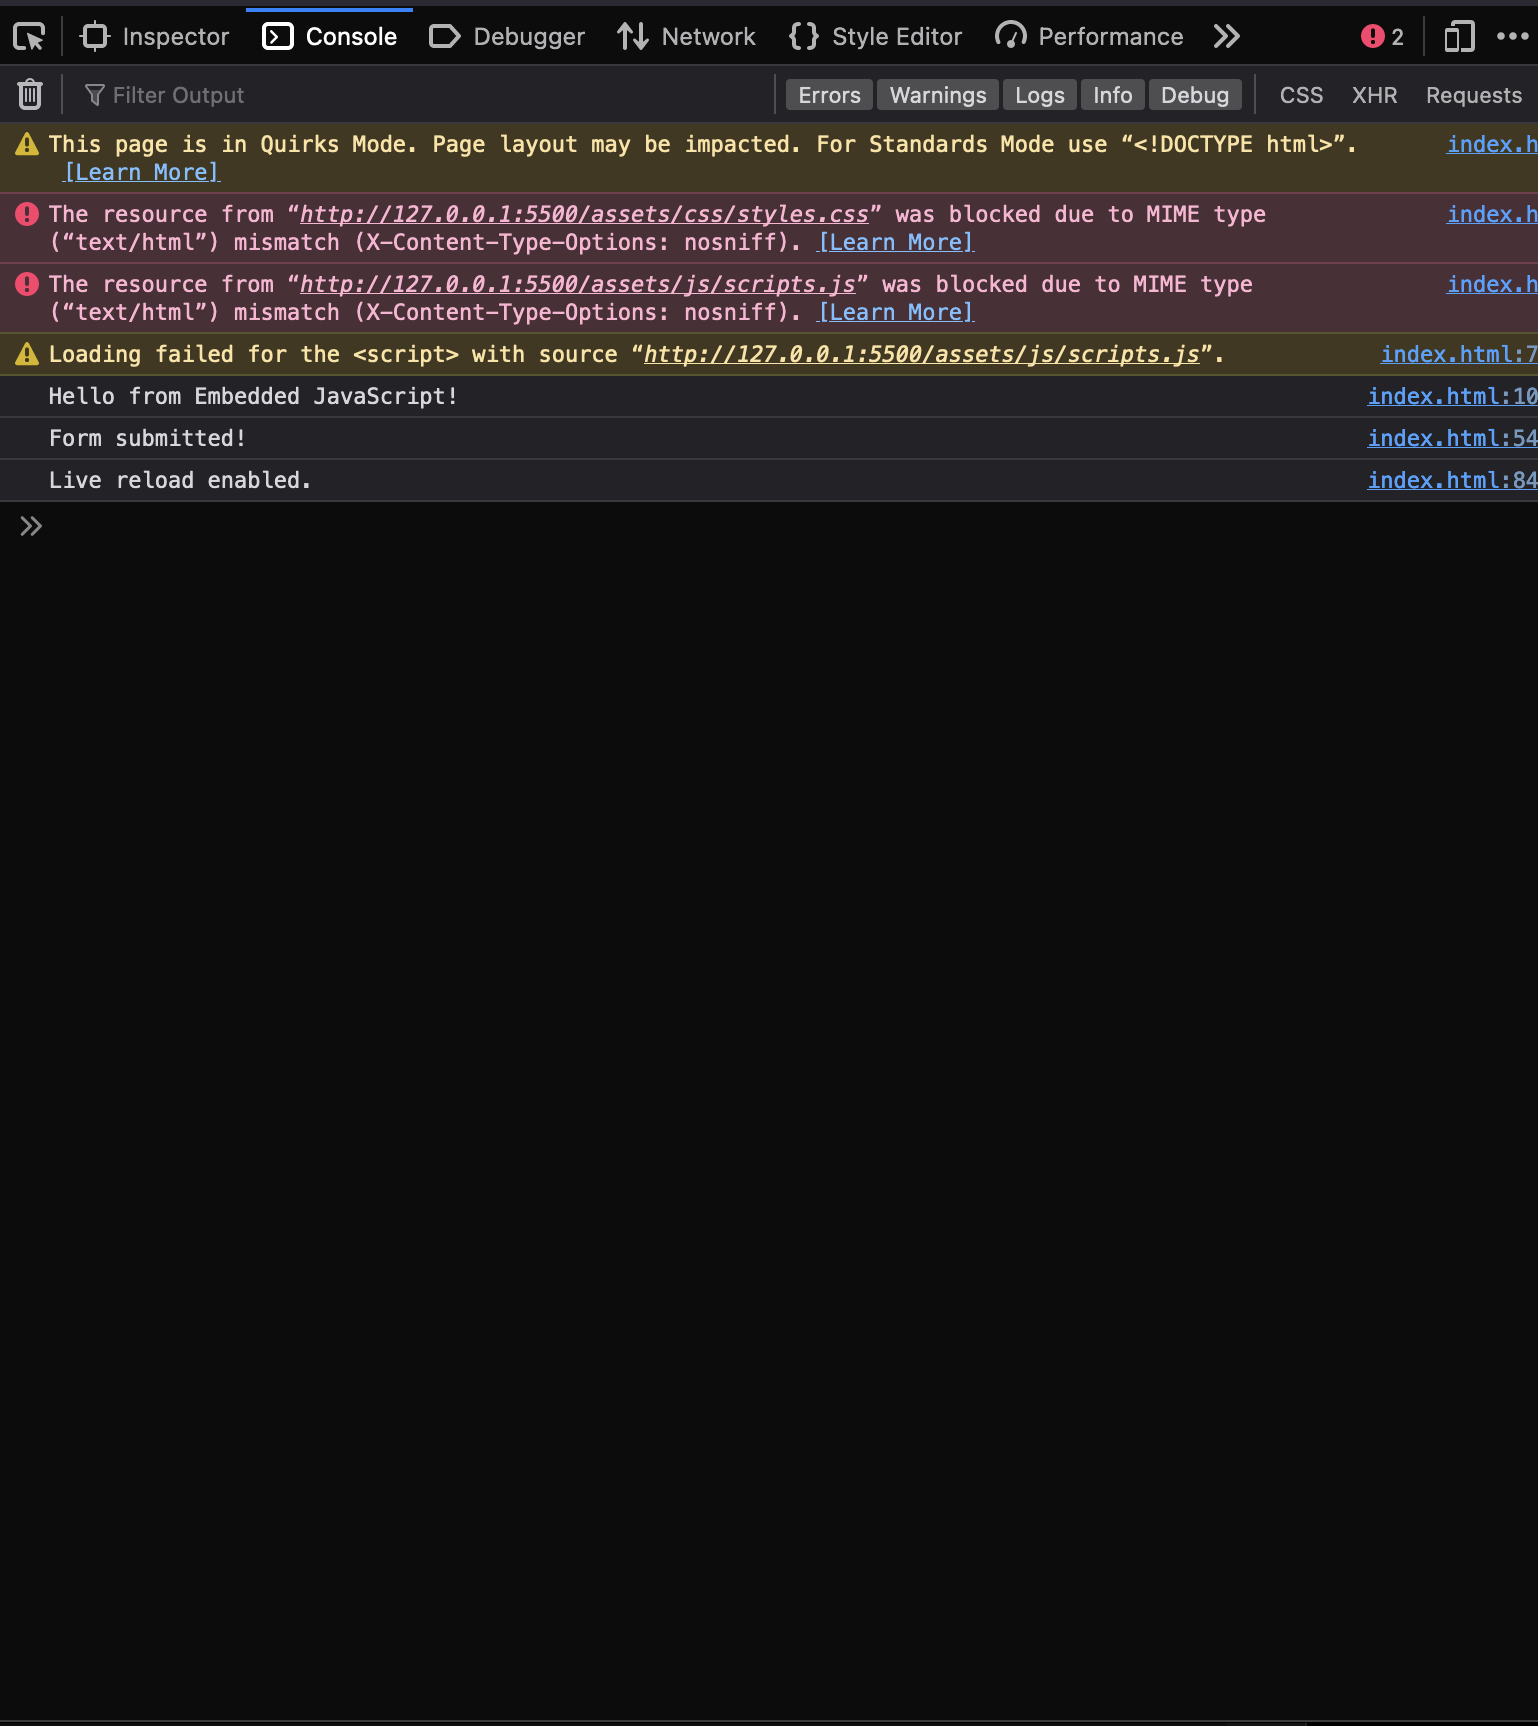 Inspector Console Debugger Network Style Editor Performance 2
Filter Output Errors Warnings Logs Info Debug CSS XHR Requests
This page is in Quirks Mode. Page layout may be impacted. For Standards Mode use “<!DOCTYPE html>”. index.h
[Learn More]
The resource from “http://127.0.0.1:5500/assets/css/styles.css” was blocked due to MIME type index.h
(“text/html”) mismatch (X-Content-Type-Options: nosniff). [Learn More]
The resource from “http://127.0.0.1:5500/assets/js/scripts.js” was blocked due to MIME type index.h
(“text/html”) mismatch (X-Content-Type-Options: nosniff). [Learn More]
Loading failed for the <script> with source “http://127.0.0.1:5500/assets/js/scripts.js”. index.html:7
Hello from Embedded JavaScript! index.html:10
Form submitted! index.html:54
Live reload enabled. index.html:84